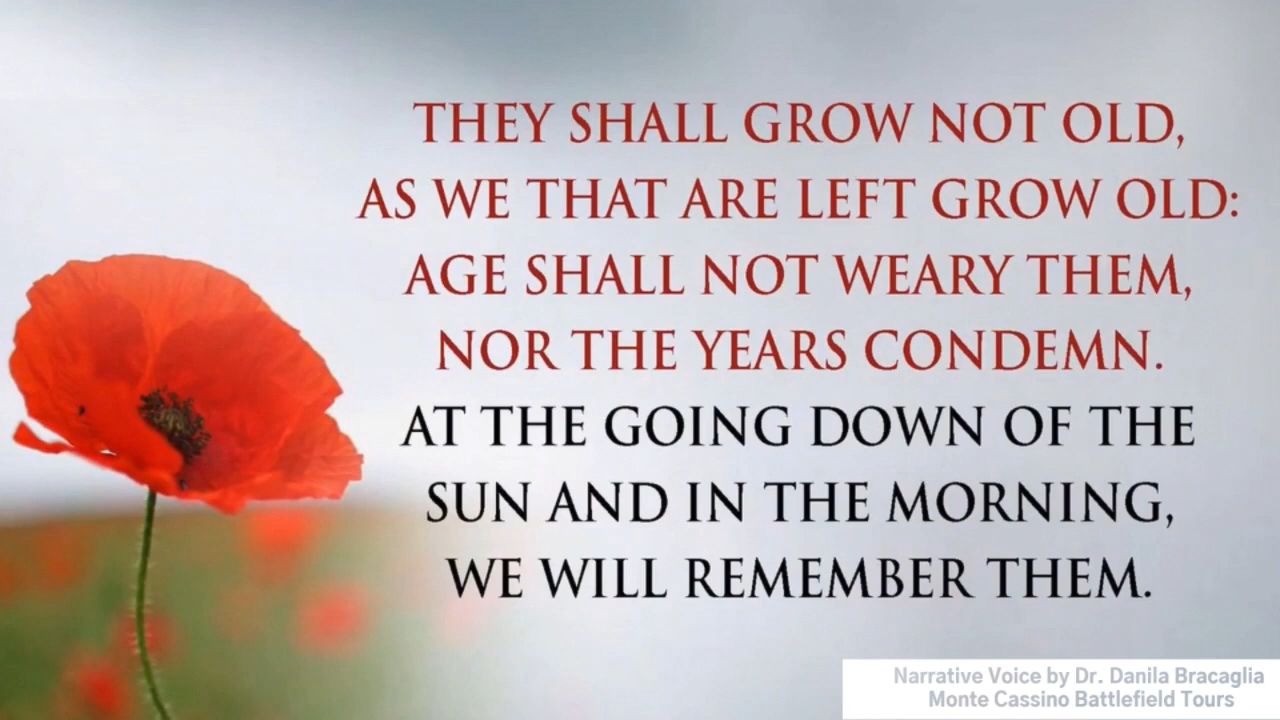 THEY SHALL GROW NOT OLD,
AS WE THAT ARE LEFT GROW OLD:
AGE SHALL NOT WEARY THEM,
NOR THE YEARS CONDEMN.
AT THE GOING DOWN OF THE
SUN AND IN THE MORNING,
WE WILL REMEMBER THEM.
Narrative Voice by Dr. Danila Bracaglia
Monte Cassino Battlefield Tours